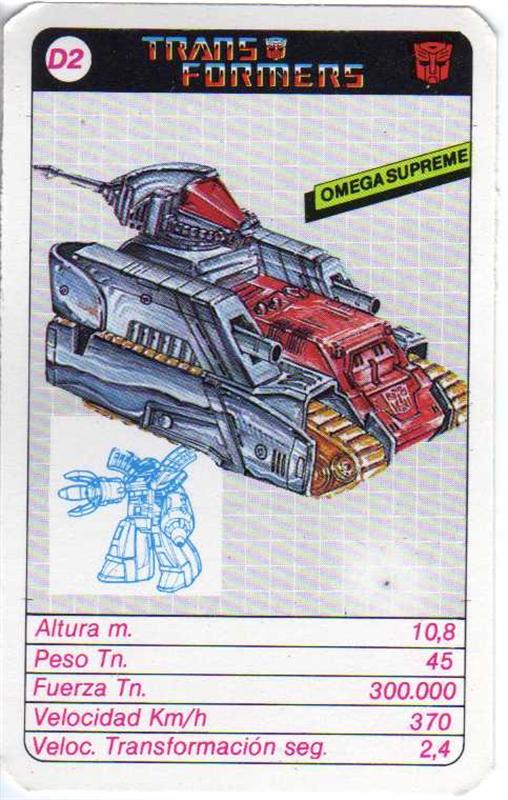 D2
TRANS
FORMERS
OMEGA SUPREME
Altura m. 10,8
Peso Tn. 45
Fuerza Tn. 300.000
Velocidad Km/h 370
Veloc. Transformación seg. 2,4